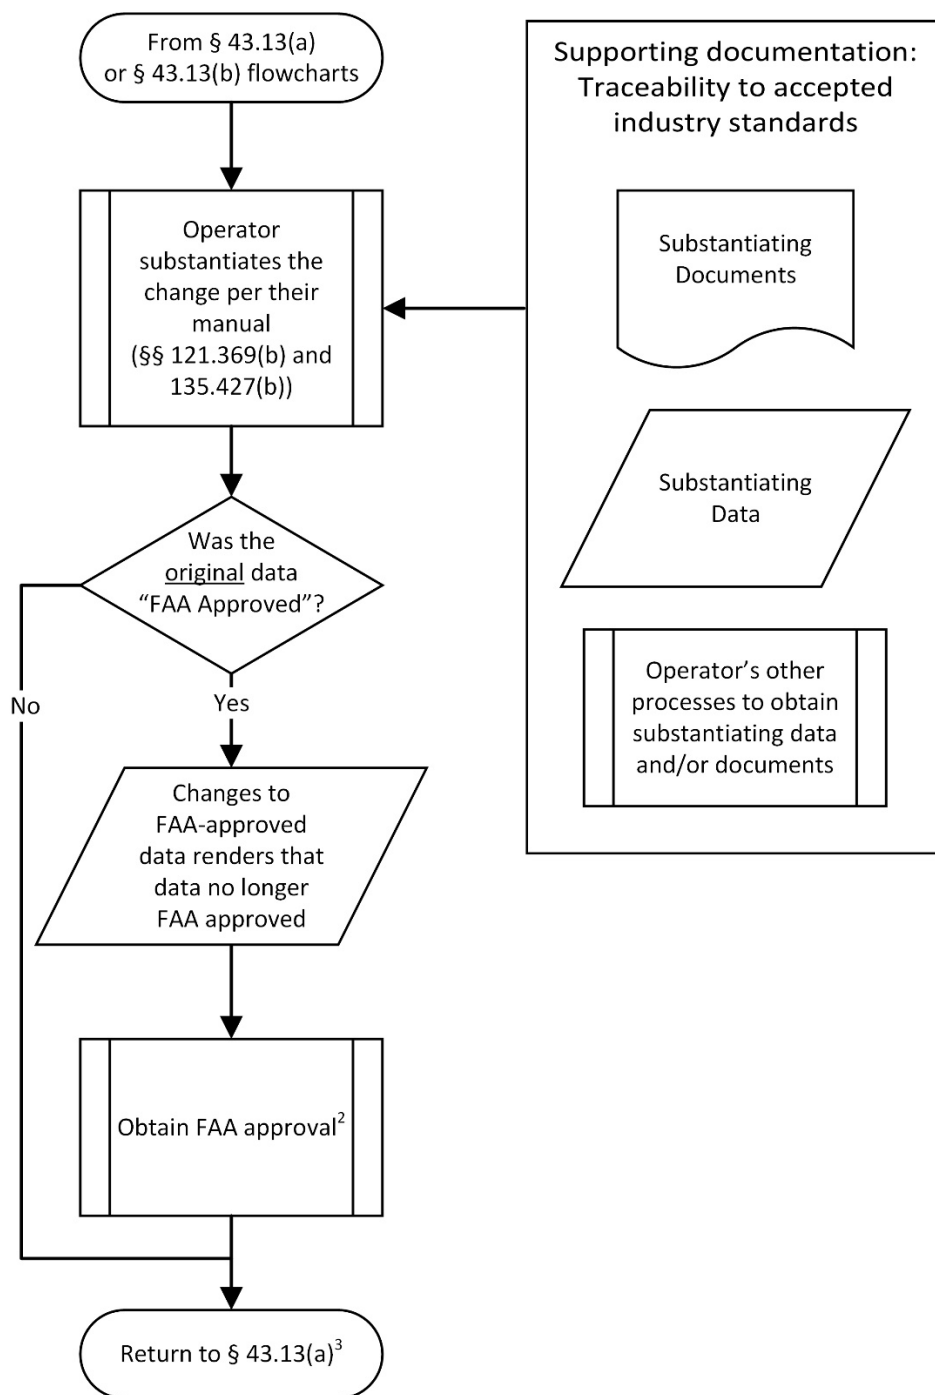 From § 43.13(a)
or § 43.13(b) flowcharts
Operator
substantiates the
change per their
manual
(§§ 121.369(b) and
135.427(b))
Was the
original data
“FAA Approved”?
No
Yes
Changes to
FAA-approved
data renders that
data no longer
FAA approved
Obtain FAA approval²
Return to § 43.13(a)³
Supporting documentation:
Traceability to accepted
industry standards
Substantiating
Documents
Substantiating
Data
Operator’s other
processes to obtain
substantiating data
and/or documents